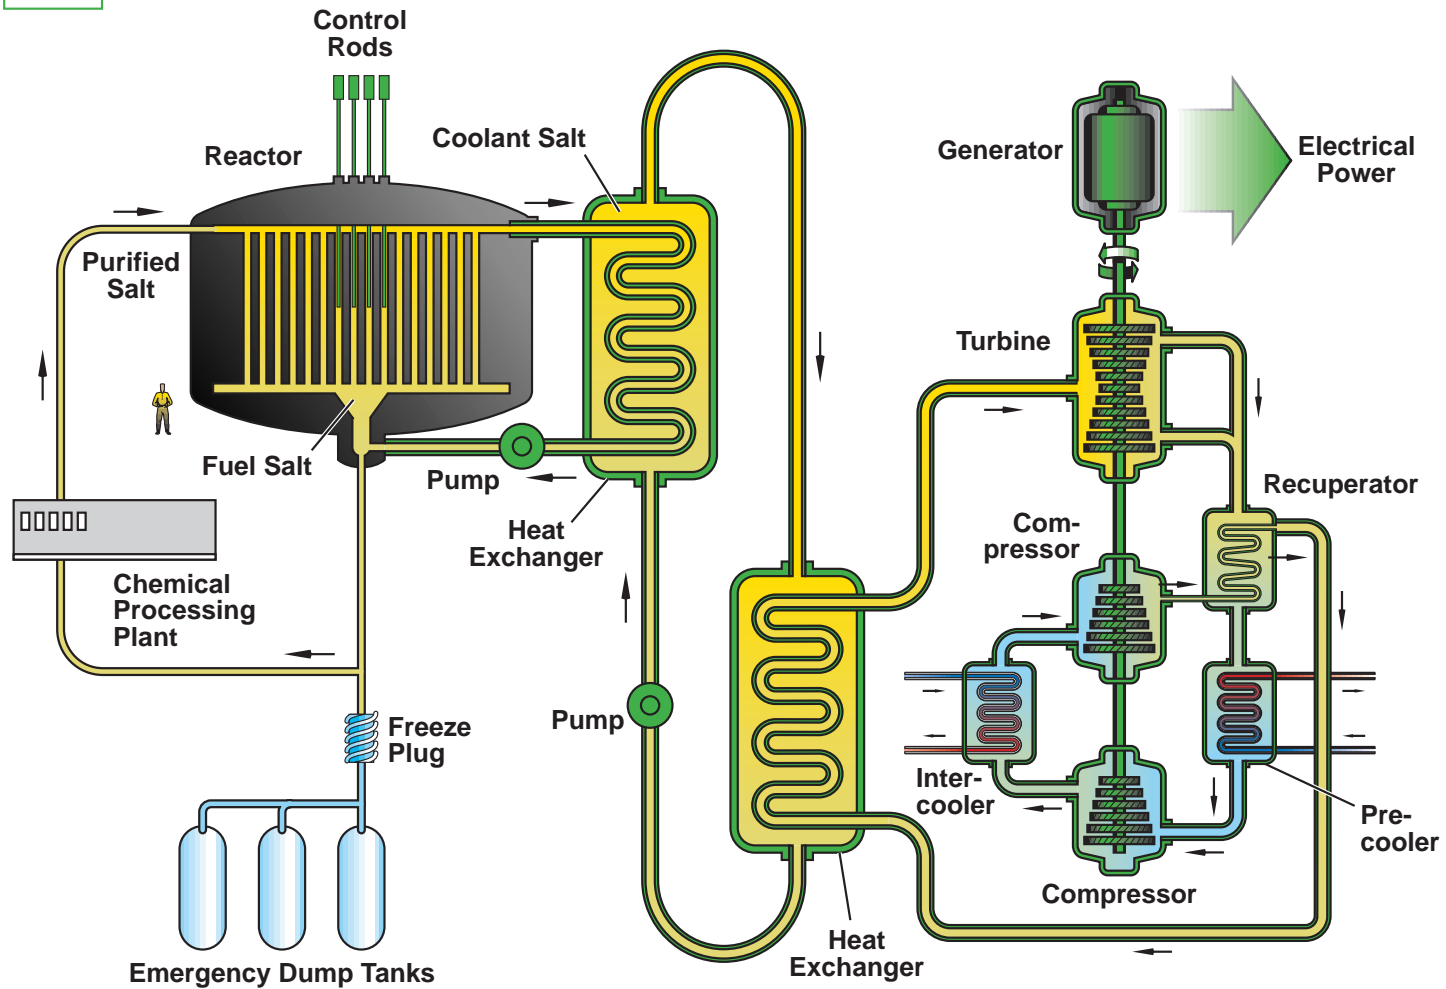 Control
Rods
Reactor
Coolant Salt
Generator
Electrical
Power
Purified
Salt
Turbine
Fuel Salt
Pump
Recuperator
Heat
Exchanger
Com-
pressor
Chemical
Processing
Plant
Pump
Freeze
Plug
Inter-
cooler
Pre-
cooler
Compressor
Heat
Exchanger
Emergency Dump Tanks